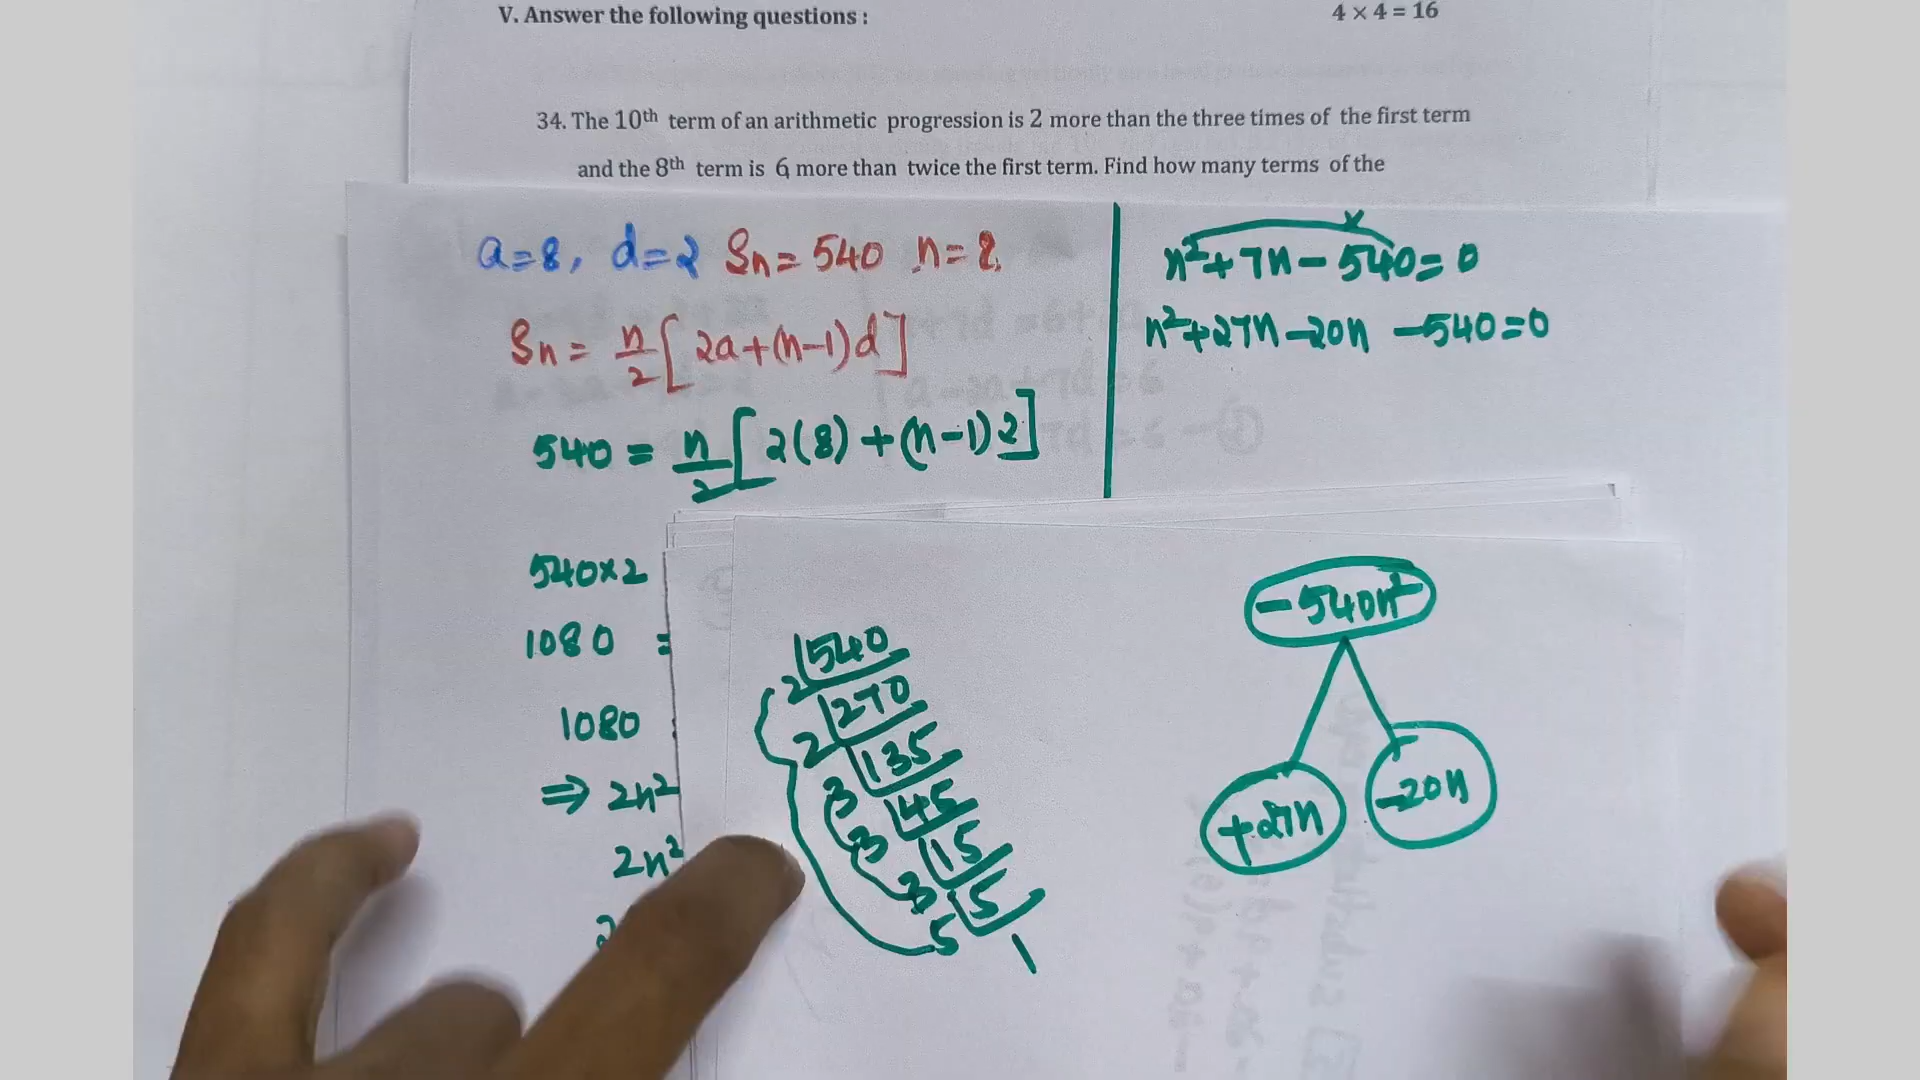 V. Answer the following questions : 4 × 4 = 16
34. The 10th term of an arithmetic progression is 2 more than the three times of the first term
and the 8th term is 6 more than twice the first term. Find how many terms of the
a=8, d=2 Sn=540 n=?
Sn = n/2 [2a+(n-1)d]
540 = n/2 [2(8)+(n-1)2]
540×2
1080 =
1080
⇒ 2n²
2n²
2
n²+7n-540=0
n²+27n-20n -540=0
2 540
2 270
3 135
3 45
3 15
5 5
1
-540n²
+27n -20n